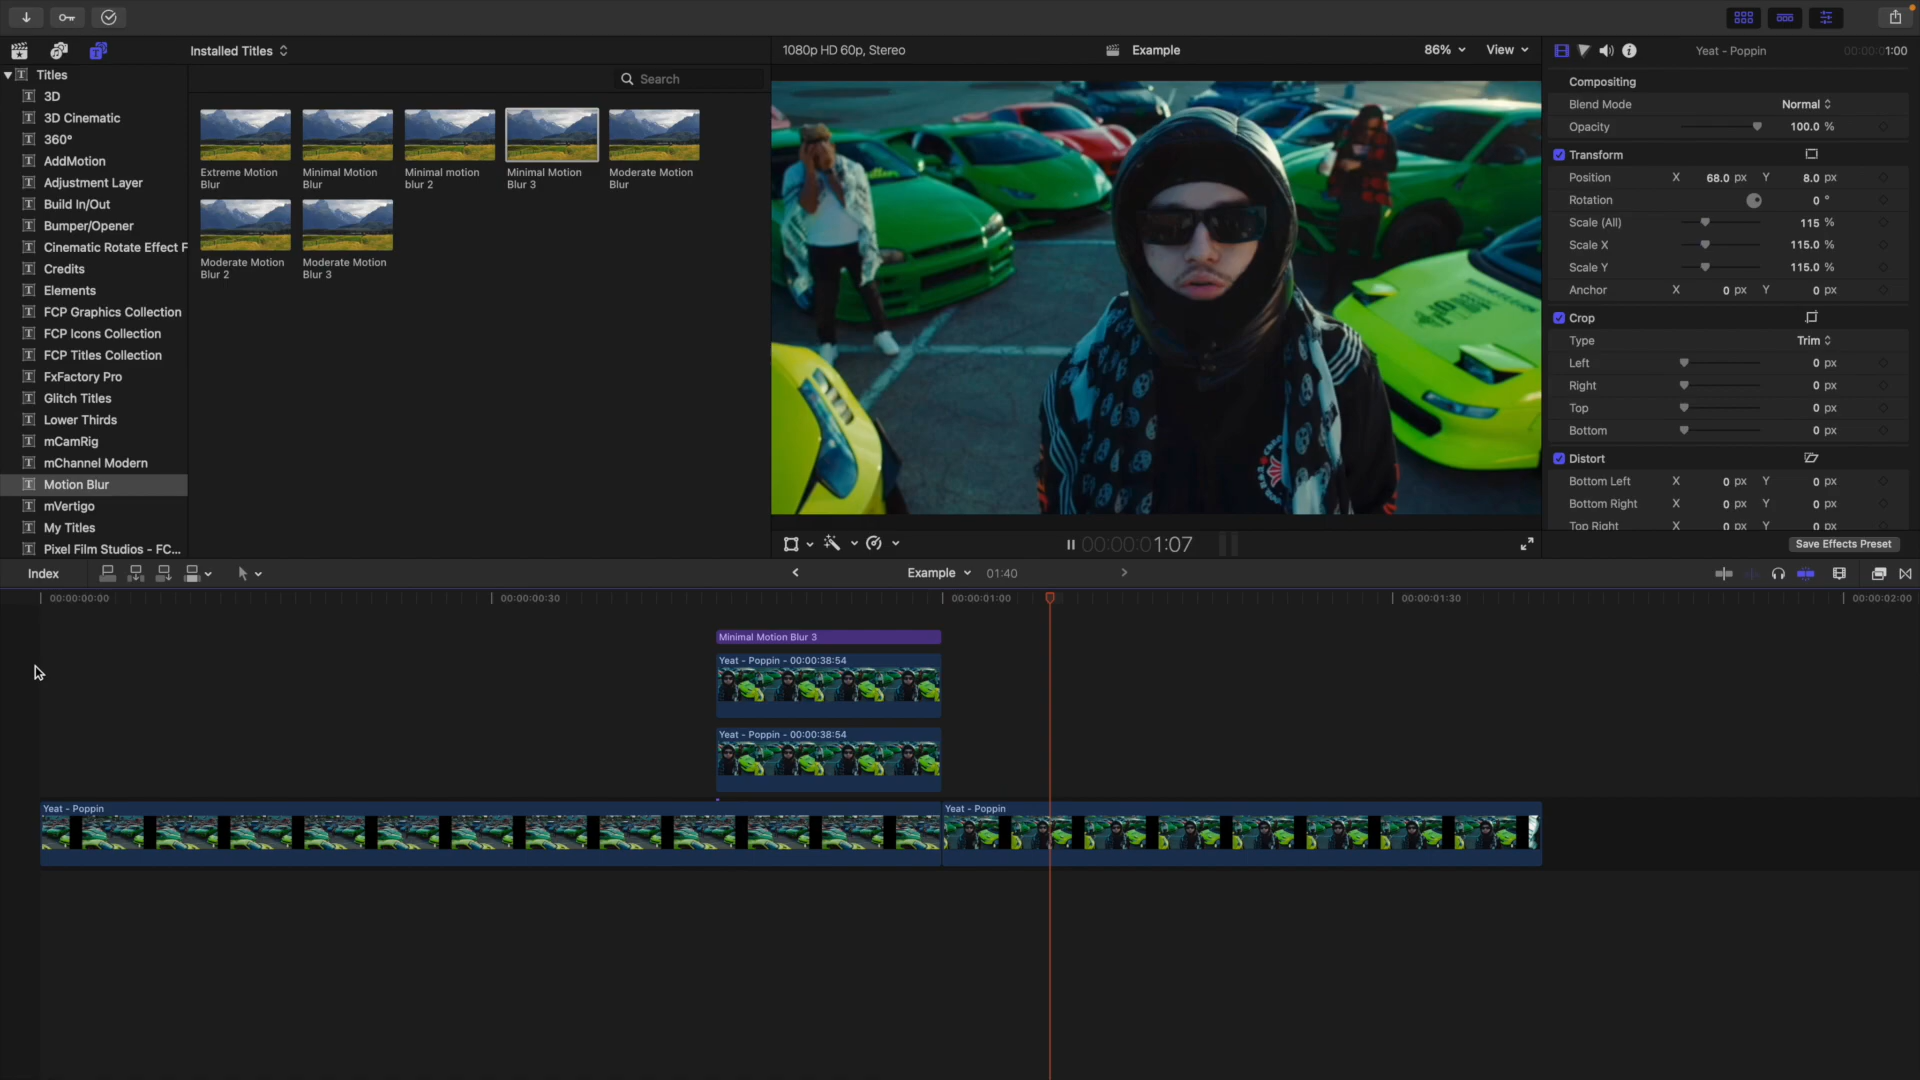 Installed Titles
1080p HD 60p, Stereo
Example
86%
View
Yeat - Poppin
00:00:01:00
Titles
Search
3D
3D Cinematic
360°
AddMotion
Adjustment Layer
Build In/Out
Bumper/Opener
Cinematic Rotate Effect F
Credits
Elements
FCP Graphics Collection
FCP Icons Collection
FCP Titles Collection
FxFactory Pro
Glitch Titles
Lower Thirds
mCamRig
mChannel Modern
Motion Blur
mVertigo
My Titles
Pixel Film Studios - FC...
Extreme Motion
Blur
Minimal Motion
Blur
Minimal motion
blur 2
Minimal Motion
Blur 3
Moderate Motion
Blur
Moderate Motion
Blur 2
Moderate Motion
Blur 3
Compositing
Blend Mode Normal
Opacity 100.0 %
Transform
Position X 68.0 px Y 8.0 px
Rotation 0 °
Scale (All) 115 %
Scale X 115.0 %
Scale Y 115.0 %
Anchor X 0 px Y 0 px
Crop
Type Trim
Left 0 px
Right 0 px
Top 0 px
Bottom 0 px
Distort
Bottom Left X 0 px Y 0 px
Bottom Right X 0 px Y 0 px
Top Right X 0 px Y 0 px
Save Effects Preset
00:00:01:07
Index
Example
01:40
00:00:00:00
00:00:00:30
00:00:01:00
00:00:01:30
00:00:02:00
Minimal Motion Blur 3
Yeat - Poppin - 00:00:38:54
Yeat - Poppin - 00:00:38:54
Yeat - Poppin
Yeat - Poppin